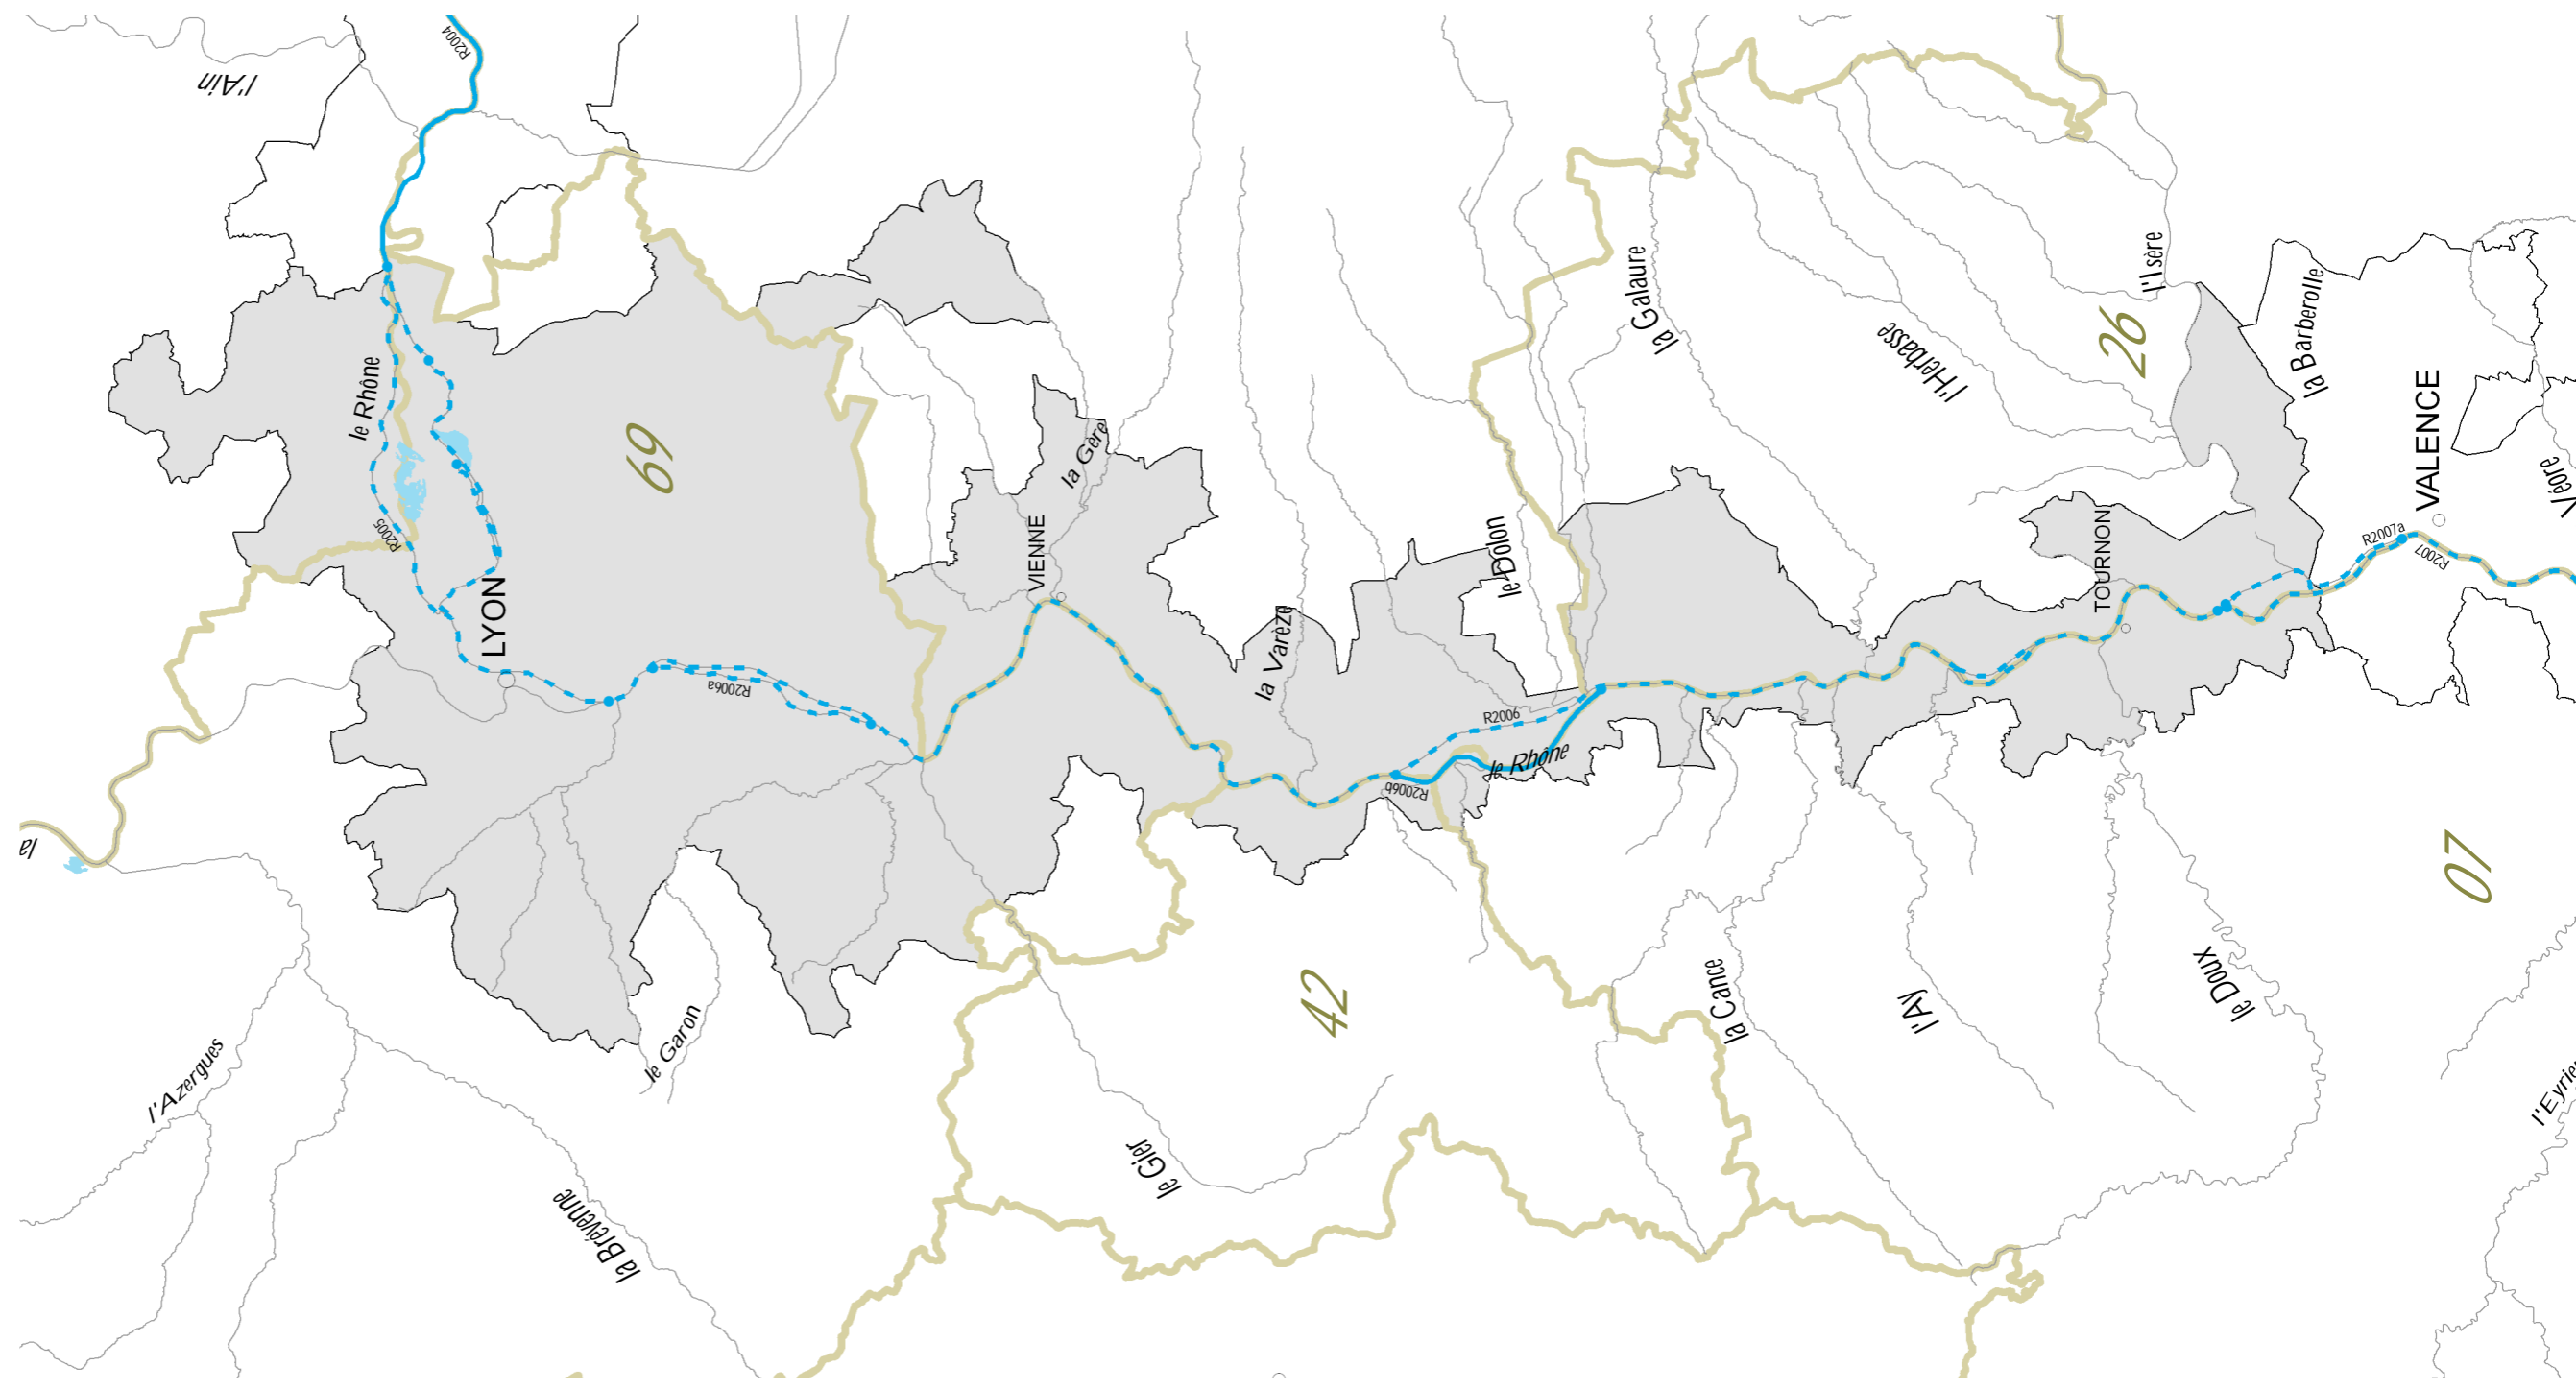 R2004
l'Ain
la Galaure
l'Isère
la Barberolle
26
l'Herbasse
le Rhône
VALENCE
69
la Gère
Véore
R2005
VIENNE
le Dolon
TOURNON
R2007a
R2007
LYON
la Varèze
R2006a
R2006
le Rhône
R2006b
la
07
42
la Cance
l'Ay
le Doux
le Garon
l'Azergues
le Gier
la Brévenne